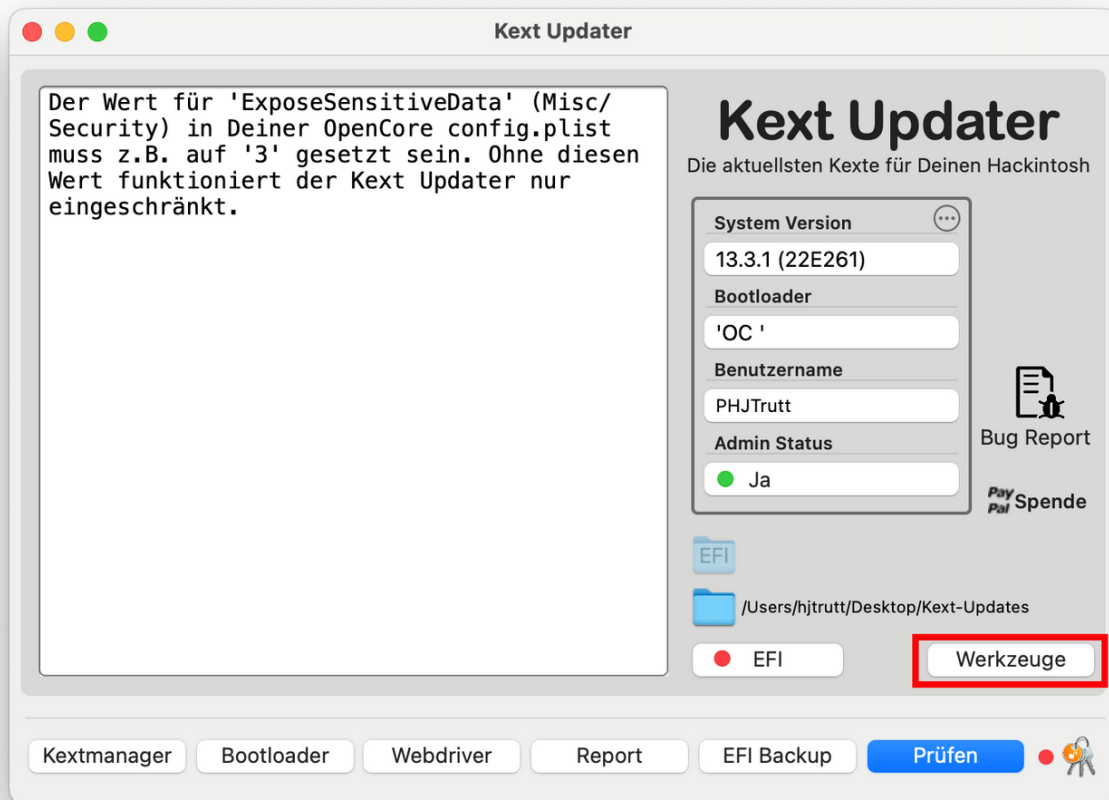 Kext Updater
Der Wert für 'ExposeSensitiveData' (Misc/
Security) in Deiner OpenCore config.plist
muss z.B. auf '3' gesetzt sein. Ohne diesen
Wert funktioniert der Kext Updater nur
eingeschränkt.
Kext Updater
Die aktuellsten Kexte für Deinen Hackintosh
System Version
13.3.1 (22E261)
Bootloader
'OC '
Benutzername
PHJTrutt
Admin Status
Ja
Bug Report
Pay
Pal Spende
EFI
/Users/hjtrutt/Desktop/Kext-Updates
EFI
Werkzeuge
Kextmanager
Bootloader
Webdriver
Report
EFI Backup
Prüfen